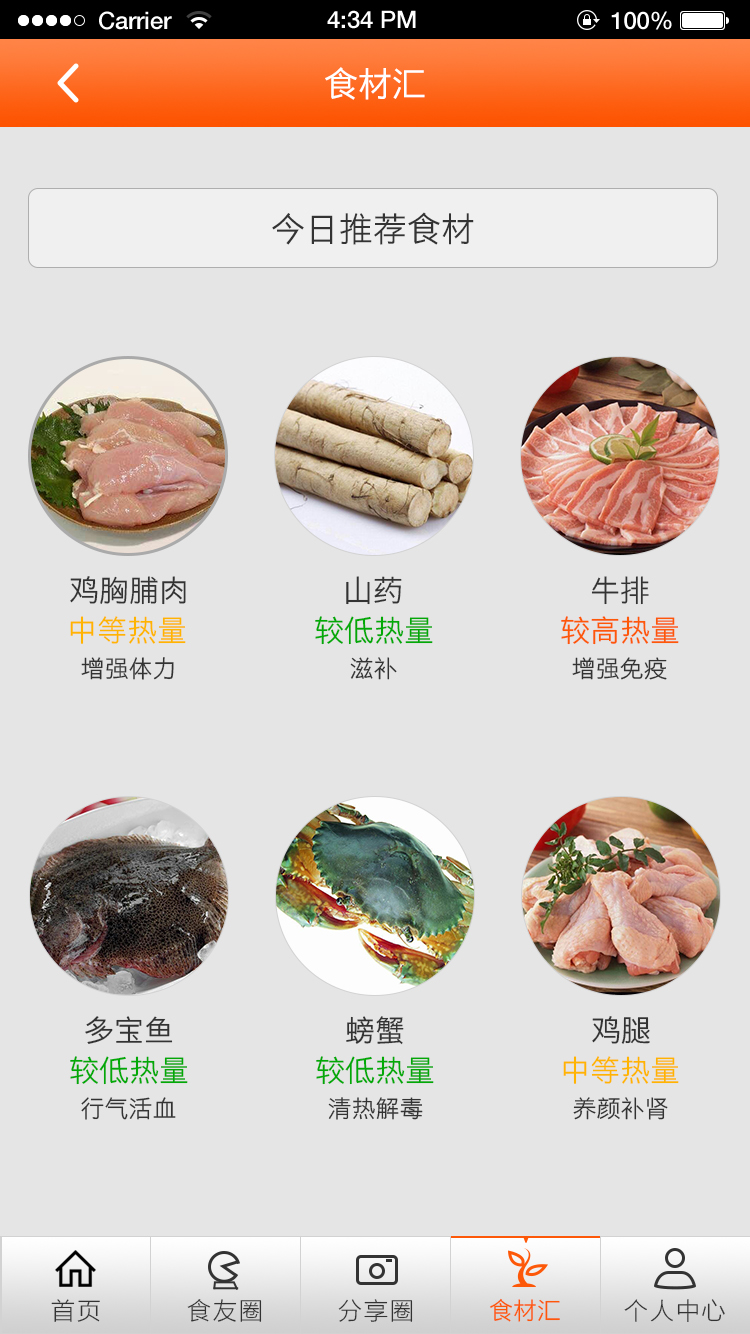 Carrier 4:34 PM 100%
食材汇
今日推荐食材
鸡胸脯肉 山药 牛排
中等热量 较低热量 较高热量
增强体力 滋补 增强免疫
多宝鱼 螃蟹 鸡腿
较低热量 较低热量 中等热量
行气活血 清热解毒 养颜补肾
首页 食友圈 分享圈 食材汇 个人中心